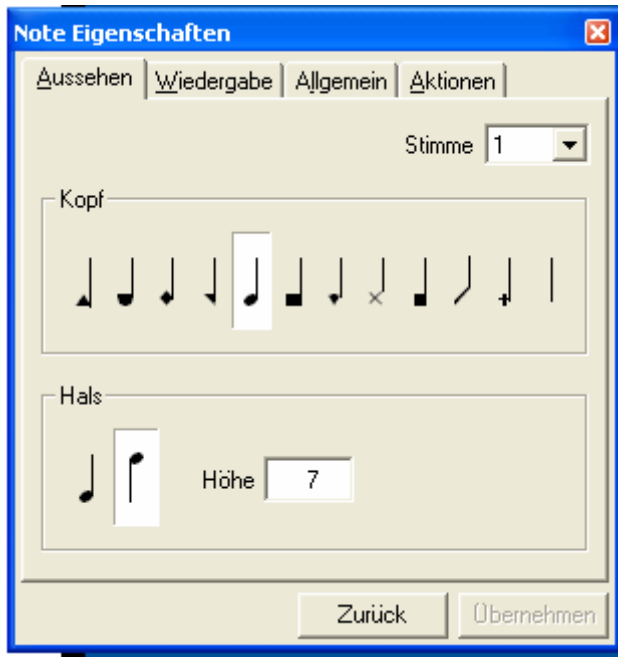 Note Eigenschaften
Aussehen Wiedergabe Allgemein Aktionen
Stimme 1
Kopf
Hals
Höhe 7
Zurück Übernehmen